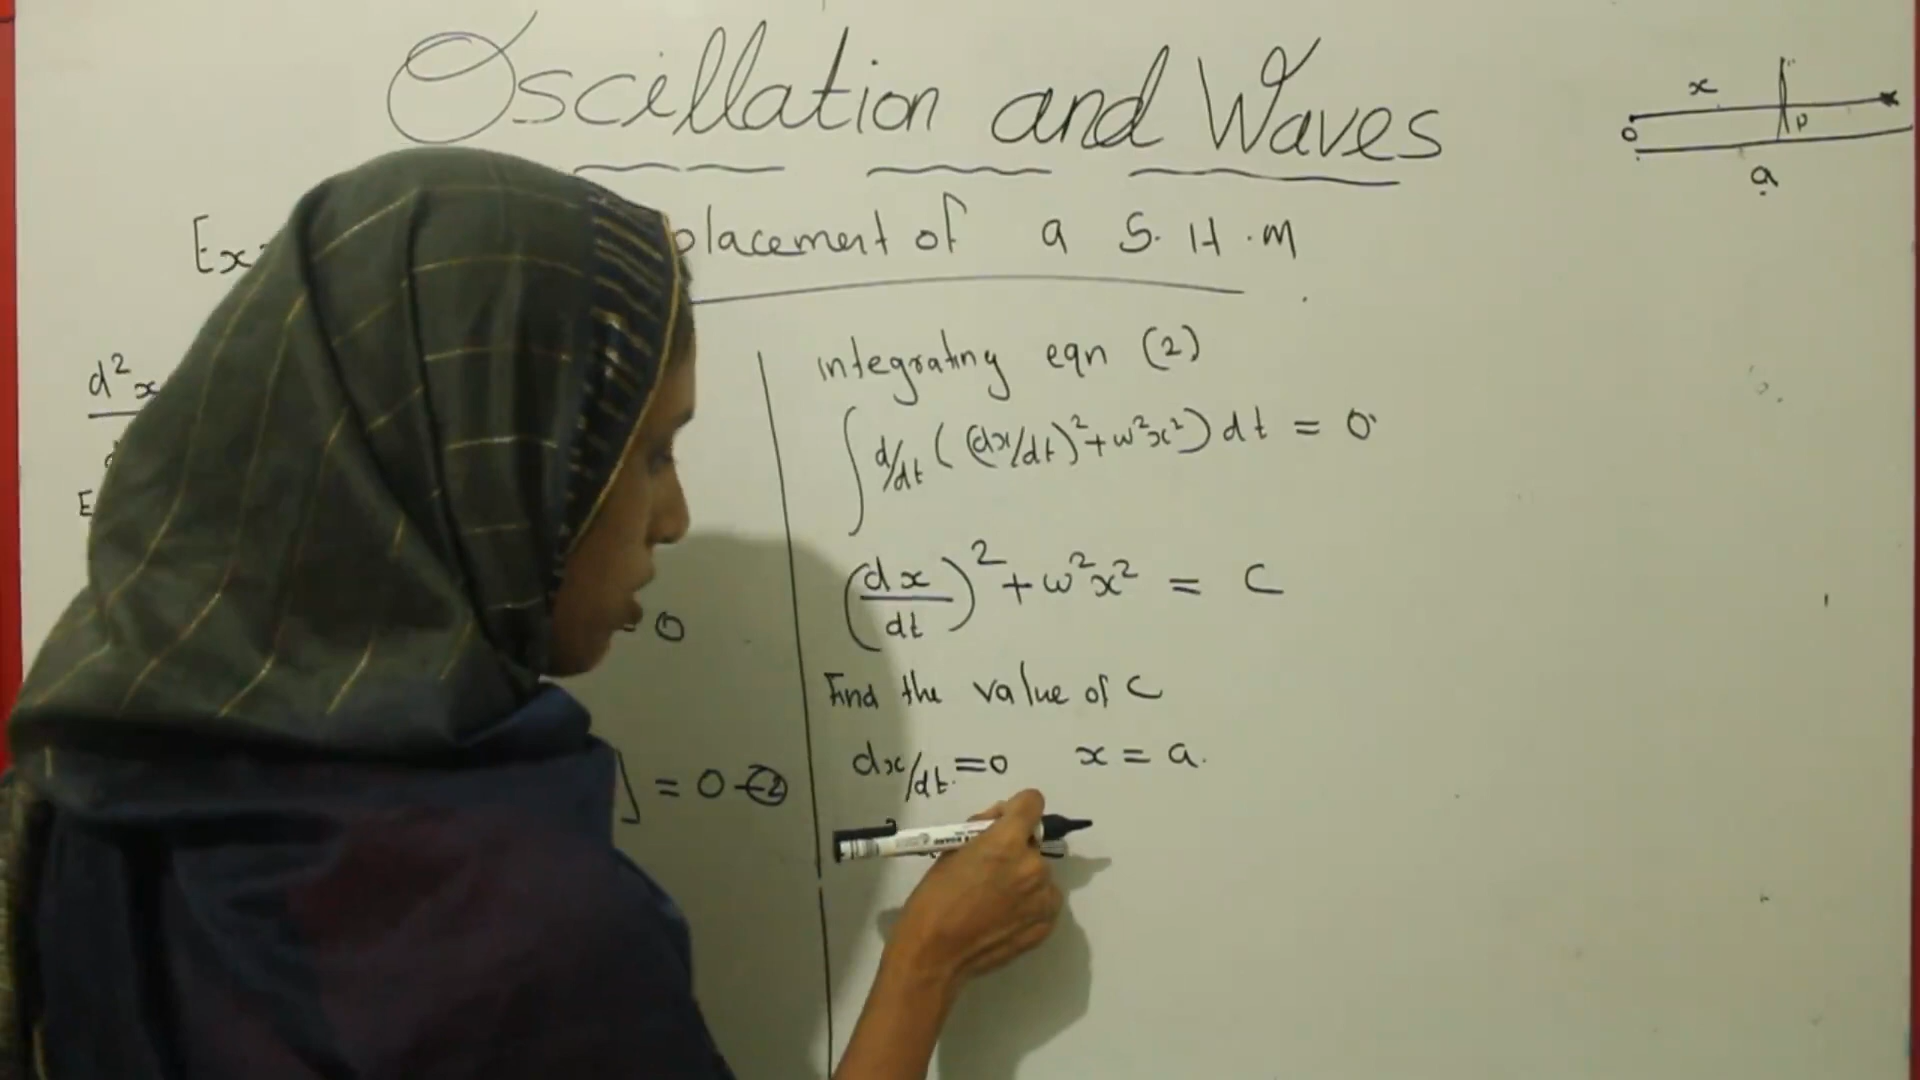 Oscillation and Waves
x
o p
a
placement of a S.H.M
d²x
E
= 0
] = 0 -②
integrating eqn (2)
∫ d/dt ((dx/dt)²+ω²x²) dt = 0
(dx/dt)² + ω²x² = C
Find the value of C
dx/dt = 0 x = a.